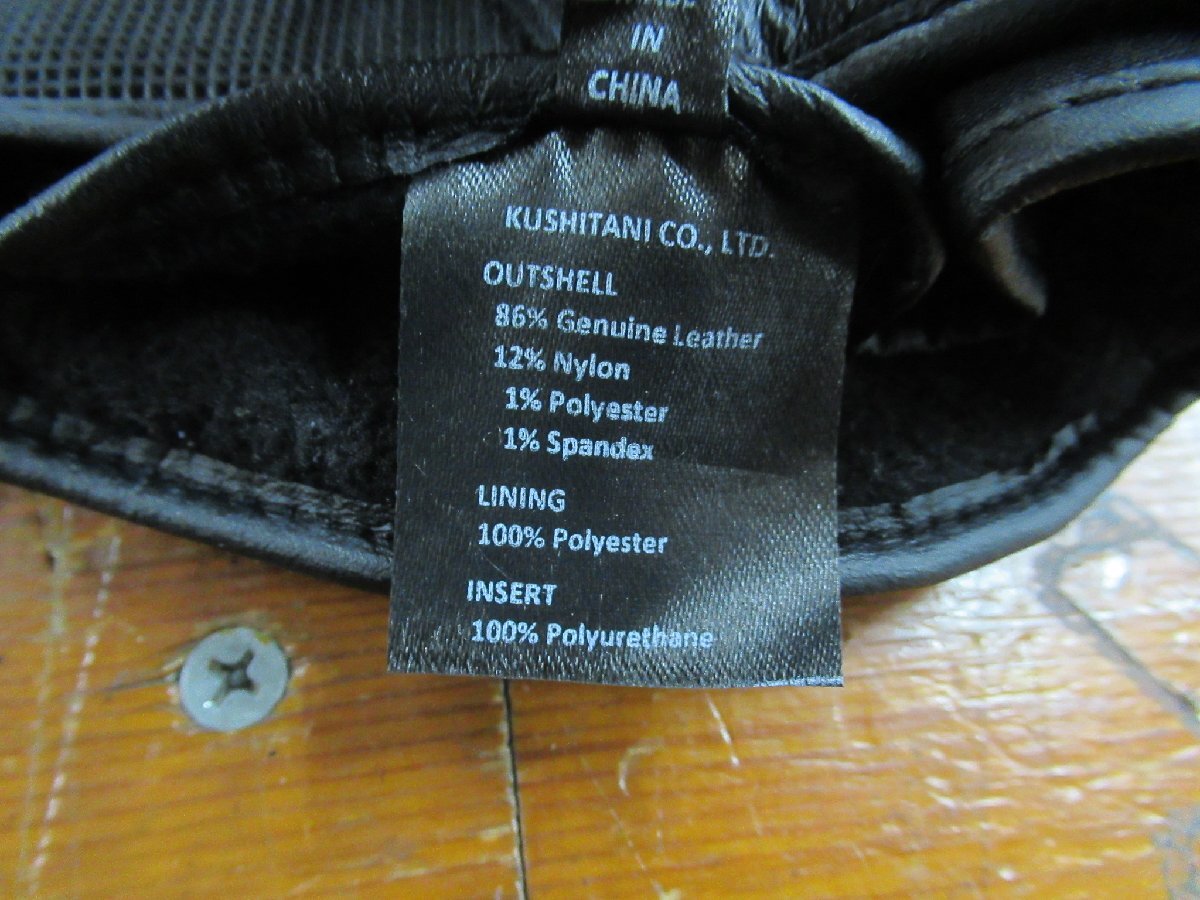 IN
CHINA
KUSHITANI CO., LTD.
OUTSHELL
86% Genuine Leather
12% Nylon
1% Polyester
1% Spandex
LINING
100% Polyester
INSERT
100% Polyurethane